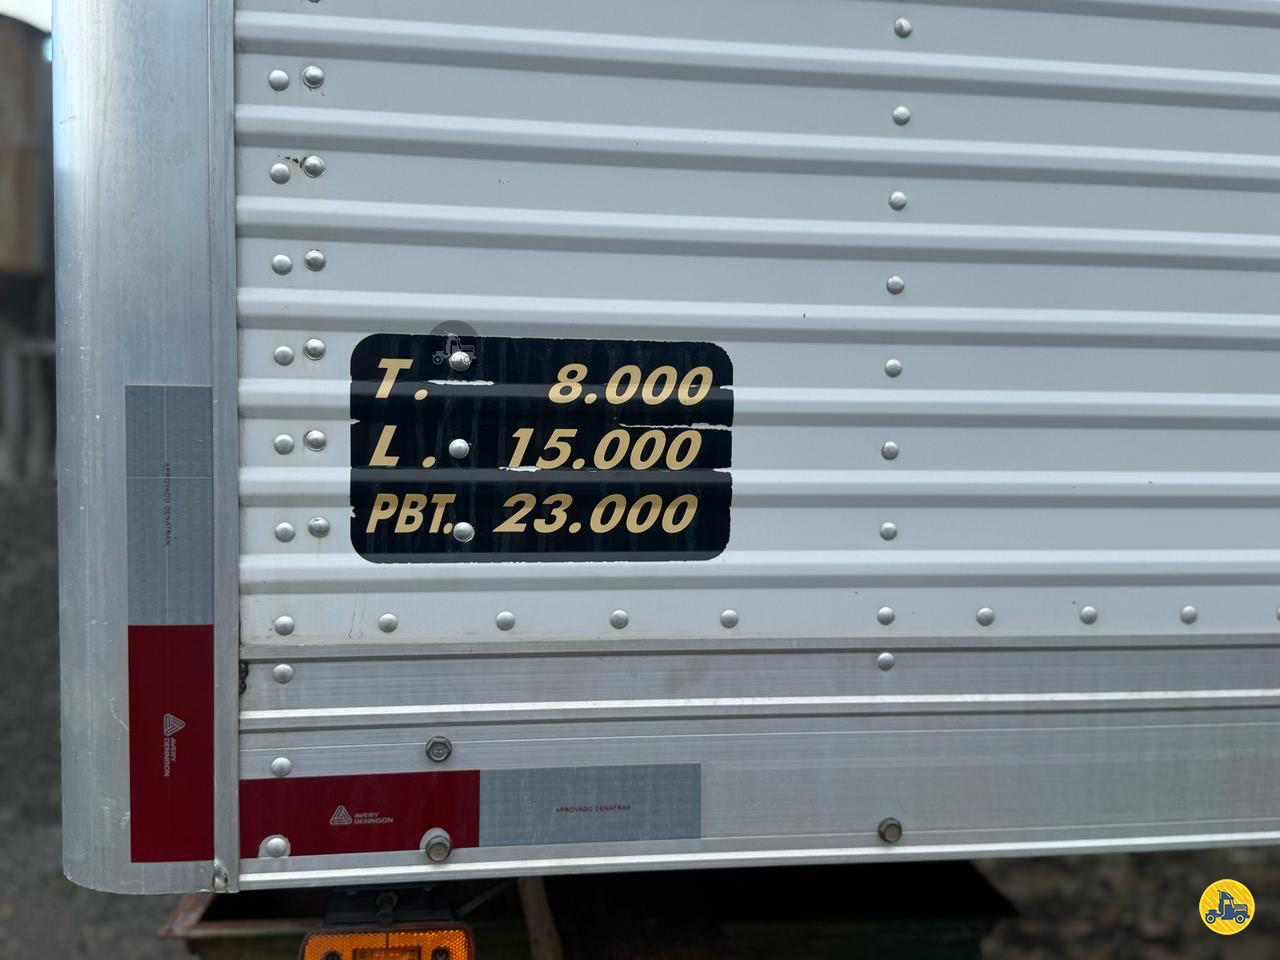 T. 8.000
L. 15.000
PBT. 23.000
APROVADO DENATRAN
AVERY
DENNISON
AVERY
DENNISON
APROVADO DENATRAN